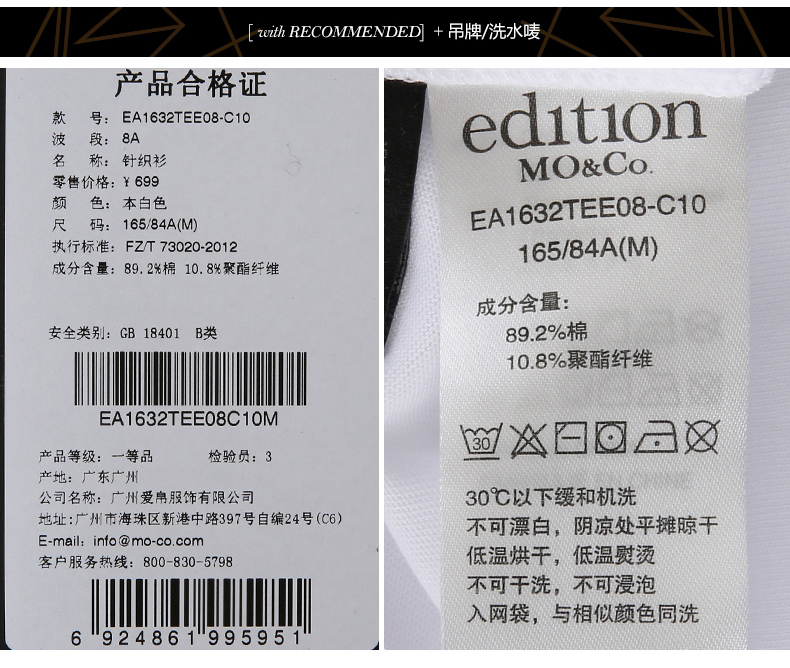 [ with RECOMMENDED] + 吊牌/洗水唛
产品合格证
款 号: EA1632TEE08-C10
波 段: 8A
名 称: 针织衫
零售价格: ¥ 699
颜 色: 本白色
尺 码: 165/84A(M)
执行标准: FZ/T 73020-2012
成分含量: 89.2%棉 10.8%聚酯纤维
安全类别: GB 18401 B类
EA1632TEE08C10M
产品等级: 一等品 检验员: 3
产地: 广东广州
公司名称: 广州爱帛服饰有限公司
地址:广州市海珠区新港中路397号自编24号(C6)
E-mail: info@mo-co.com
客户服务热线: 800-830-5798
6 924861 995951
edition
MO&Co.
EA1632TEE08-C10
165/84A(M)
成分含量:
89.2%棉
10.8%聚酯纤维
30
30℃以下缓和机洗
不可漂白，阴凉处平摊晾干
低温烘干，低温熨烫
不可干洗，不可浸泡
入网袋，与相似颜色同洗